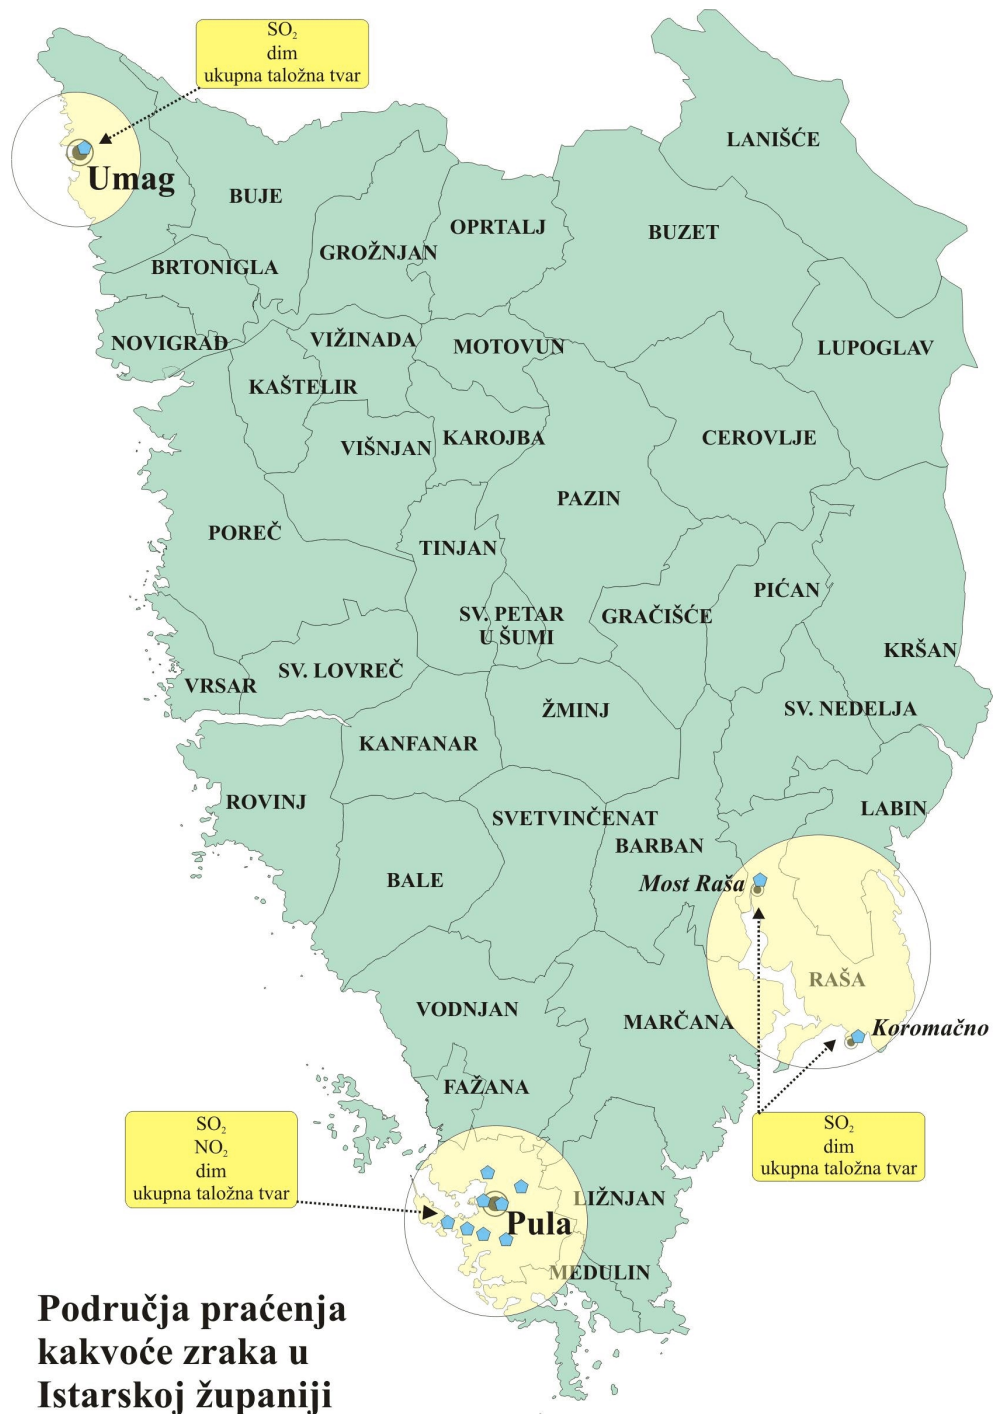 SO₂
dim
ukupna taložna tvar
LANIŠĆE
Umag
BUJE
OPRTALJ
BUZET
GROŽNJAN
BRTONIGLA
NOVIGRAD
VIŽINADA
MOTOVUN
LUPOGLAV
KAŠTELIR
VIŠNJAN
KAROJBA
CEROVLJE
PAZIN
POREČ
TINJAN
PIĆAN
SV. PETAR
U ŠUMI
GRAČIŠĆE
KRŠAN
SV. LOVREČ
VRSAR
ŽMINJ
SV. NEDELJA
KANFANAR
ROVINJ
SVETVINČENAT
LABIN
BARBAN
BALE
Most Raša
RAŠA
VODNJAN
MARČANA
Koromačno
FAŽANA
SO₂
NO₂
dim
ukupna taložna tvar
SO₂
dim
ukupna taložna tvar
LIŽNJAN
Pula
MEDULIN
Područja praćenja
kakvoće zraka u
Istarskoj županiji